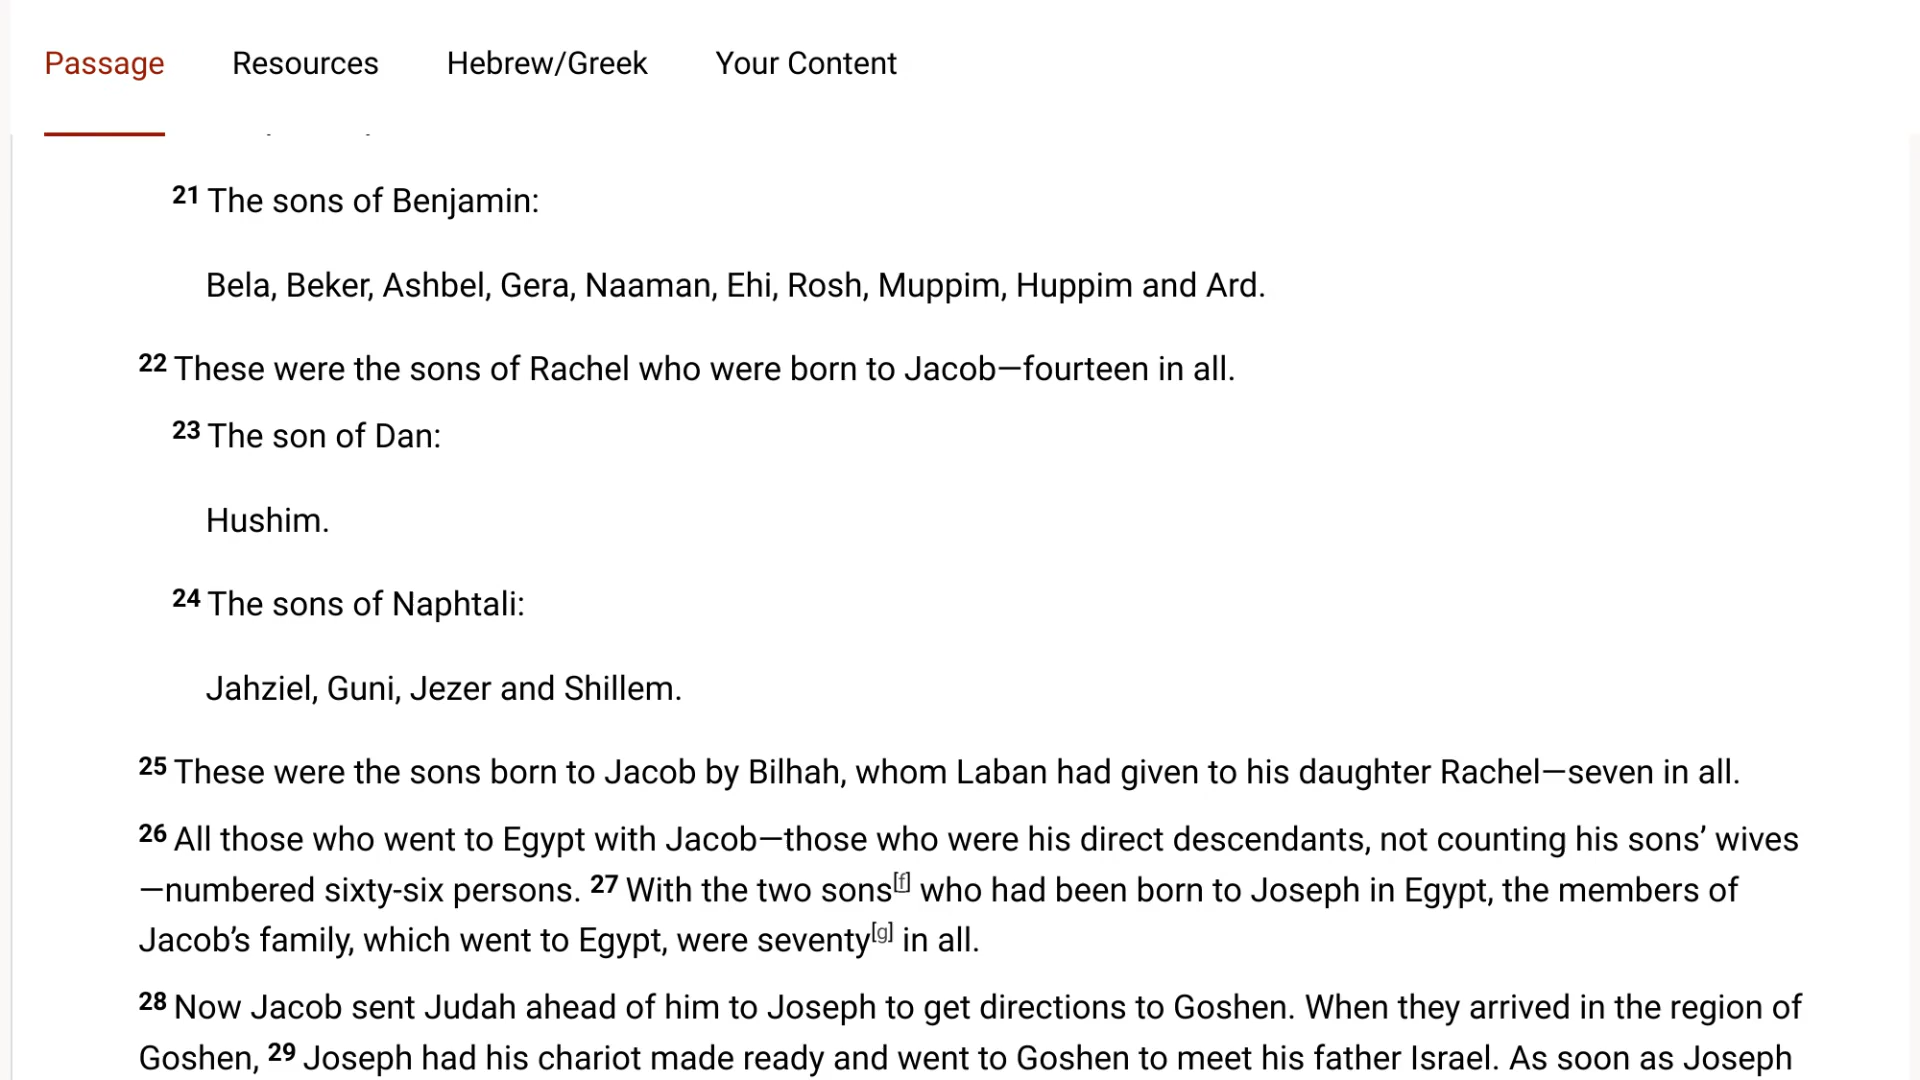 Passage Resources Hebrew/Greek Your Content
21 The sons of Benjamin:
Bela, Beker, Ashbel, Gera, Naaman, Ehi, Rosh, Muppim, Huppim and Ard.
22 These were the sons of Rachel who were born to Jacob—fourteen in all.
23 The son of Dan:
Hushim.
24 The sons of Naphtali:
Jahziel, Guni, Jezer and Shillem.
25 These were the sons born to Jacob by Bilhah, whom Laban had given to his daughter Rachel—seven in all.
26 All those who went to Egypt with Jacob—those who were his direct descendants, not counting his sons’ wives
—numbered sixty-six persons. 27 With the two sons[f] who had been born to Joseph in Egypt, the members of
Jacob’s family, which went to Egypt, were seventy[g] in all.
28 Now Jacob sent Judah ahead of him to Joseph to get directions to Goshen. When they arrived in the region of
Goshen, 29 Joseph had his chariot made ready and went to Goshen to meet his father Israel. As soon as Joseph